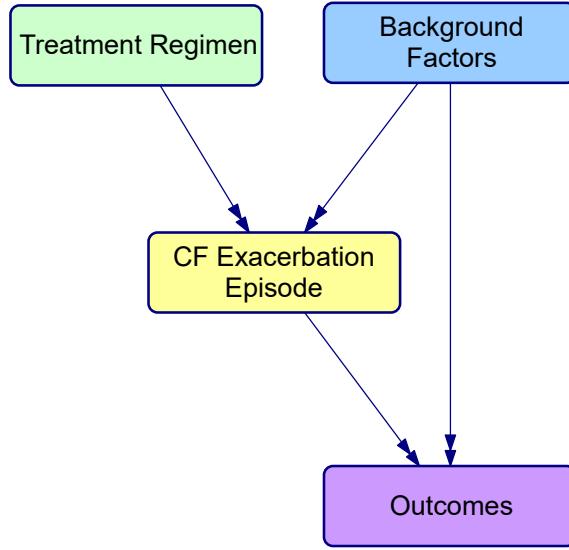 Treatment Regimen
Background
Factors
CF Exacerbation
Episode
Outcomes